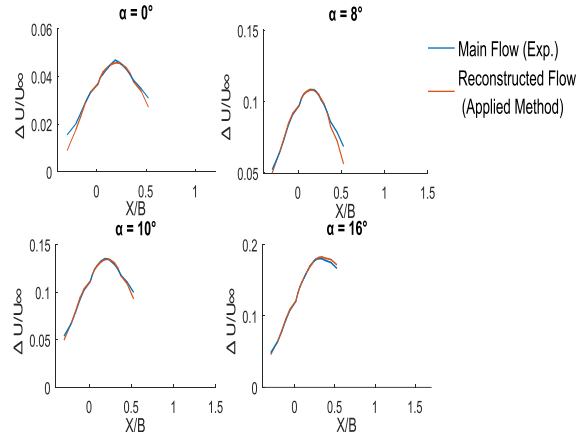 α = 0°
0.06
0.04
0.02
0
Δ U/U∞
0 0.5 1
X/B
α = 8°
0.15
0.1
0.05
Δ U/U∞
0 0.5 1 1.5
X/B
Main Flow (Exp.)
Reconstructed Flow
(Applied Method)
α = 10°
0.15
0.1
0.05
0
Δ U/U∞
0 0.5 1 1.5
X/B
α = 16°
0.2
0.1
0
Δ U/U∞
0 0.5 1 1.5
X/B